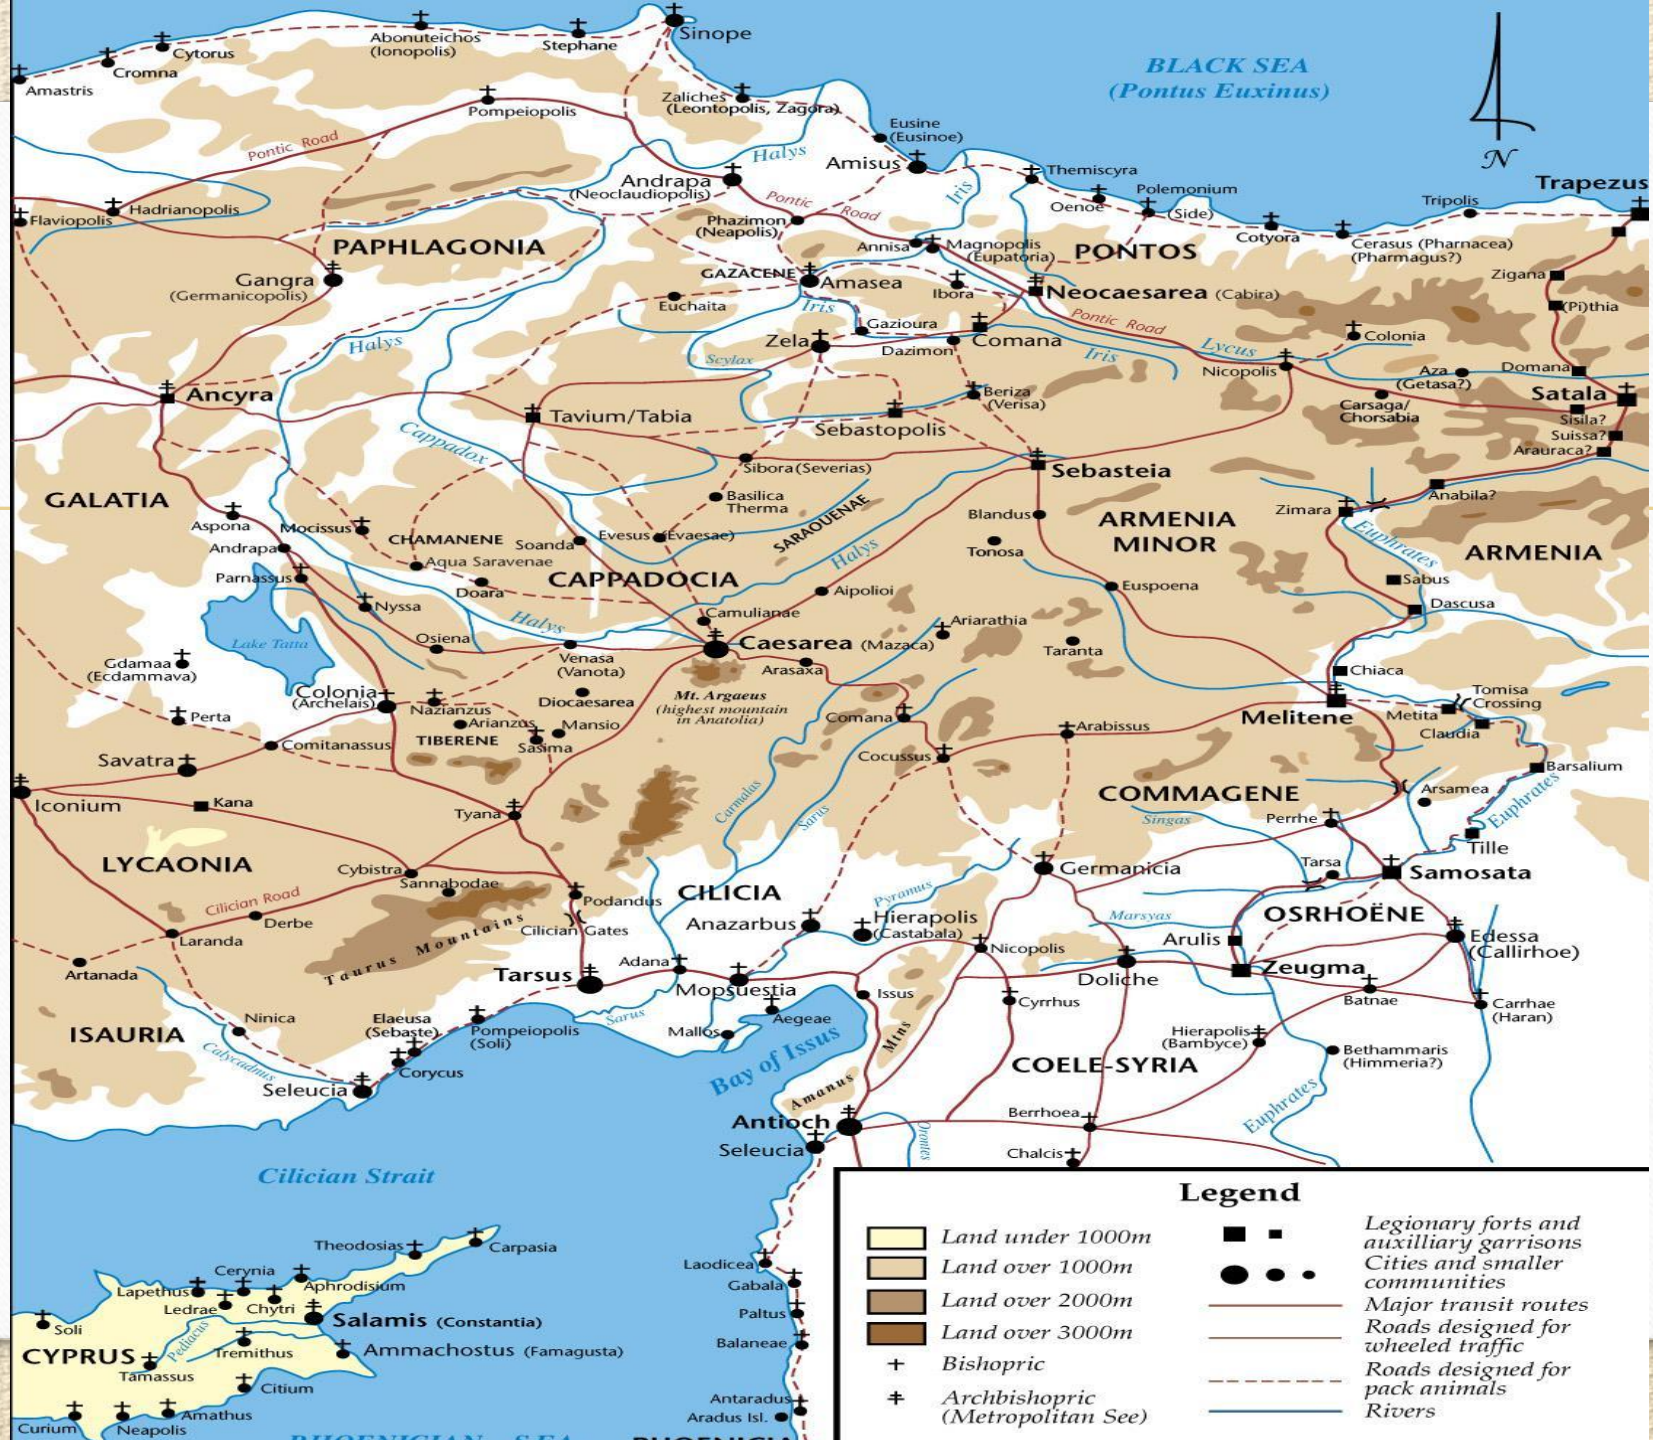 Sinope
Abonuteichos
(Ionopolis)
Stephane
Cytorus
Cromna
Amastris
BLACK SEA
(Pontus Euxinus)
Zaliches
(Leontopolis, Zagora)
Pompeiopolis
Pontic Road
Eusine
(Eusinoe)
Halys
Amisus
Themiscyra
N
Andrapa
(Neoclaudiopolis)
Iris
Polemonium
(Side)
Oenoe
Tripolis
Trapezus
Hadrianopolis
Flaviopolis
Pontic Road
Phazimon
(Neapolis)
Cotyora
Cerasus (Pharnacea)
(Pharmagus?)
PAPHLAGONIA
Annisa
Magnopolis
(Eupatoria)
PONTOS
Gangra
(Germanicopolis)
GAZACENE
Amasea
Ibora
Zigana
Neocaesarea (Cabira)
Euchaita
Iris
(Pi)thia
Gazioura
Pontic Road
Colonia
Halys
Zela
Dazimon
Comana
Iris
Lycus
Scylax
Nicopolis
Aza
(Getasa?)
Domana
Ancyra
Beriza
(Verisa)
Carsaga/
Chorsabia
Satala
Tavium/Tabia
Sebastopolis
Sisila?
Suissa?
Arauraca?
Cappadox
Sibora (Severias)
Sebasteia
GALATIA
Basilica
Therma
SARAOUENAE
Anabila?
Aspona
Mocissus
Blandus
ARMENIA
MINOR
Zimara
Andrapa
CHAMANENE
Soanda
Evesus (Evaesae)
Tonosa
Euphrates
ARMENIA
Parnassus
Aqua Saravenae
Halys
CAPPADOCIA
Doara
Aipolioi
Euspoena
Sabus
Dascusa
Nyssa
Halys
Camulianae
Ariarathia
Lake Tatta
Osiena
Caesarea (Mazaca)
Taranta
Gdamaa
(Ecdammava)
Venasa
(Vanota)
Arasaxa
Chiaca
Colonia
(Archelais)
Nazianzus
Diocaesarea
Mt. Argaeus
(highest mountain
in Anatolia)
Tomisa
Crossing
Perta
Arianzus
Mansio
Comana
Melitene
Metita
Claudia
Comitanassus
TIBERENE
Sasima
Arabissus
Savatra
Cocussus
Barsalium
Iconium
Kana
Tyana
Carmalus
Sarus
COMMAGENE
Arsamea
Singas
Perrhe
Euphrates
Tille
LYCAONIA
Cybistra
Sannabodae
Germanicia
Tarsa
Samosata
Cilician Road
Podandus
CILICIA
Pyramus
Derbe
Cilician Gates
Anazarbus
Hierapolis
(Castabala)
Marsyas
OSRHOËNE
Laranda
Taurus Mountains
Nicopolis
Arulis
Edessa
(Callirhoe)
Artanada
Tarsus
Adana
Mopsuestia
Doliche
Zeugma
Issus
Cyrrhus
Batnae
Carrhae
(Haran)
ISAURIA
Ninica
Elaeusa
(Sebaste)
Pompeiopolis
(Soli)
Sarus
Mallos
Aegeae
Hierapolis
(Bambyce)
Calycadnus
Corycus
Bay of Issus
Amanus Mtns
COELE-SYRIA
Bethammaris
(Himmeria?)
Seleucia
Antioch
Berrhoea
Euphrates
Seleucia
Orontes
Chalcis
Cilician Strait
Theodosias
Carpasia
Laodicea
Cerynia
Aphrodisium
Gabala
Lapethus
Ledrae
Chytri
Paltus
Soli
Salamis (Constantia)
Pediacus
Balaneae
CYPRUS
Tremithus
Ammachostus (Famagusta)
Tamassus
Citium
Antaradus
Curium
Neapolis
Amathus
Aradus Isl.
PHOENICIAN SEA
PHOENICIA
Legend
Land under 1000m
Land over 1000m
Land over 2000m
Land over 3000m
Bishopric
Archbishopric
(Metropolitan See)
Legionary forts and
auxilliary garrisons
Cities and smaller
communities
Major transit routes
Roads designed for
wheeled traffic
Roads designed for
pack animals
Rivers